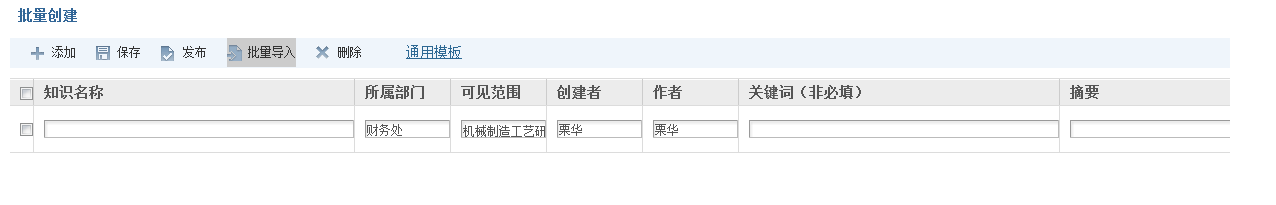 批量创建
添加 保存 发布 批量导入 删除 通用模板
知识名称 所属部门 可见范围 创建者 作者 关键词（非必填） 摘要
财务处 机械制造工艺研 栗华 栗华